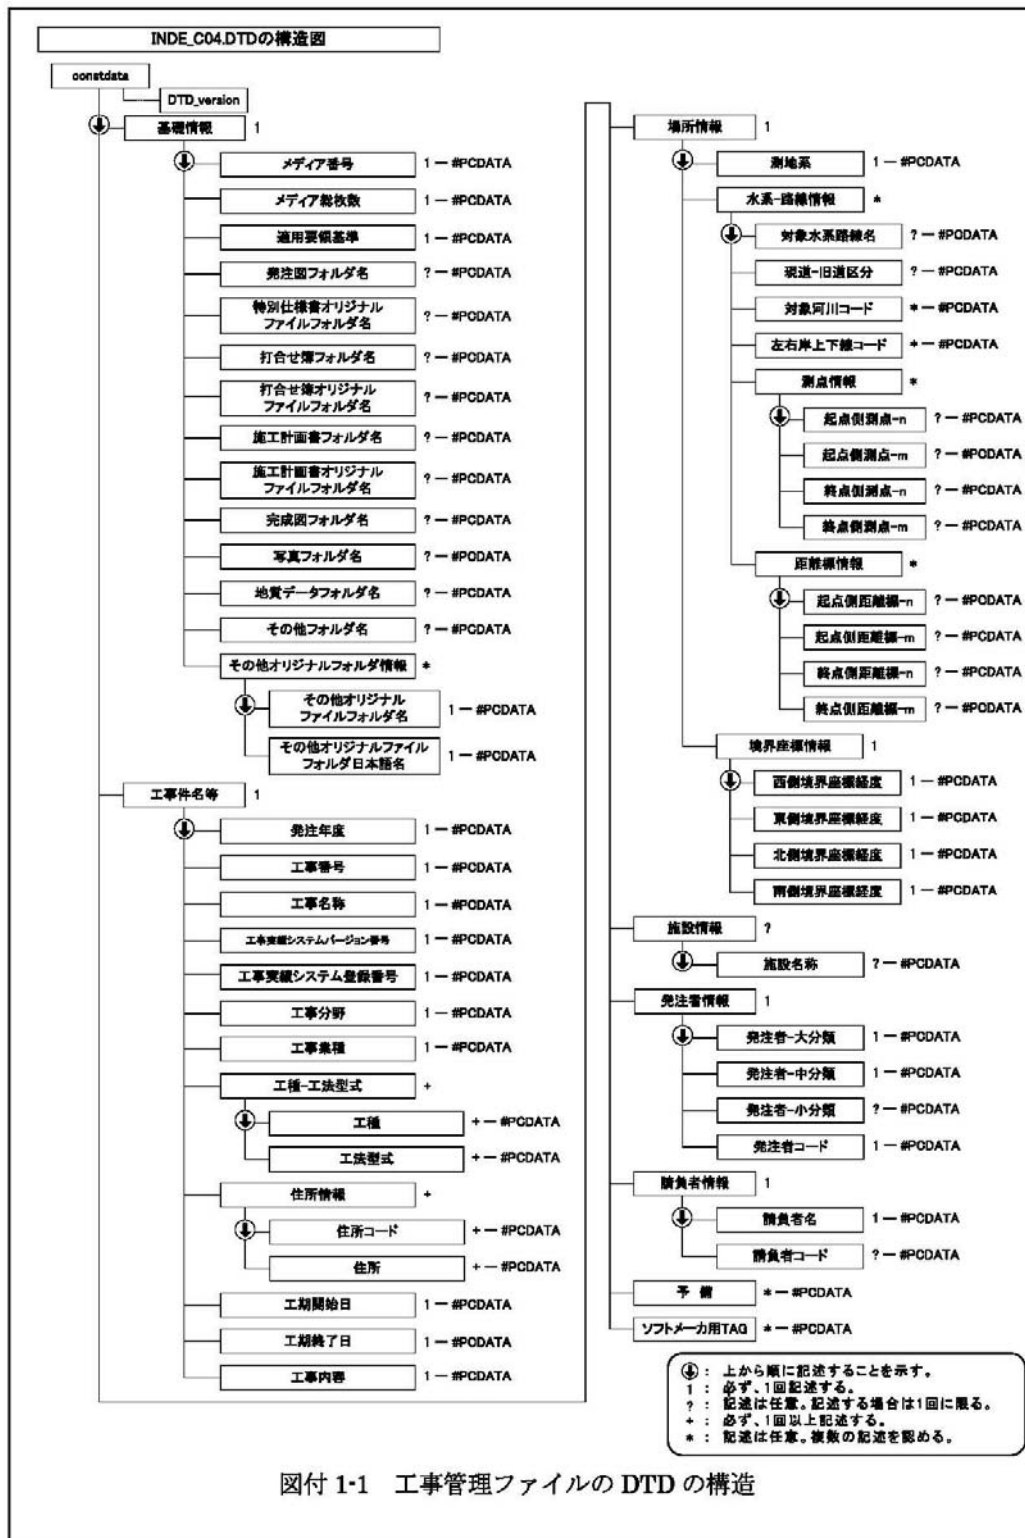 INDE_C04.DTDの構造図
constdata
DTD_version
基礎情報 1
メディア番号 1 ― #PCDATA
メディア総枚数 1 ― #PCDATA
適用要領基準 1 ― #PCDATA
発注図フォルダ名 ? ― #PCDATA
特別仕様書オリジナル
ファイルフォルダ名 ? ― #PCDATA
打合せ簿フォルダ名 ? ― #PCDATA
打合せ簿オリジナル
ファイルフォルダ名 ? ― #PCDATA
施工計画書フォルダ名 ? ― #PCDATA
施工計画書オリジナル
ファイルフォルダ名 ? ― #PCDATA
完成図フォルダ名 ? ― #PCDATA
写真フォルダ名 ? ― #PCDATA
地質データフォルダ名 ? ― #PCDATA
その他フォルダ名 ? ― #PCDATA
その他オリジナルフォルダ情報 *
その他オリジナル
ファイルフォルダ名 1 ― #PCDATA
その他オリジナルファイル
フォルダ日本語名 1 ― #PCDATA
工事件名等 1
発注年度 1 ― #PCDATA
工事番号 1 ― #PCDATA
工事名称 1 ― #PCDATA
工事実績システムバージョン番号 1 ― #PCDATA
工事実績システム登録番号 1 ― #PCDATA
工事分野 1 ― #PCDATA
工事業種 1 ― #PCDATA
工種-工法型式 +
工種 + ― #PCDATA
工法型式 + ― #PCDATA
住所情報 +
住所コード + ― #PCDATA
住所 + ― #PCDATA
工期開始日 1 ― #PCDATA
工期終了日 1 ― #PCDATA
工事内容 1 ― #PCDATA
場所情報 1
測地系 1 ― #PCDATA
水系-路線情報 *
対象水系路線名 ? ― #PCDATA
現道-旧道区分 ? ― #PCDATA
対象河川コード * ― #PCDATA
左右岸上下線コード * ― #PCDATA
測点情報 *
起点側測点-n ? ― #PCDATA
起点側測点-m ? ― #PCDATA
終点側測点-n ? ― #PCDATA
終点側測点-m ? ― #PCDATA
距離標情報 *
起点側距離標-n ? ― #PCDATA
起点側距離標-m ? ― #PCDATA
終点側距離標-n ? ― #PCDATA
終点側距離標-m ? ― #PCDATA
境界座標情報 1
西側境界座標経度 1 ― #PCDATA
東側境界座標経度 1 ― #PCDATA
北側境界座標経度 1 ― #PCDATA
南側境界座標経度 1 ― #PCDATA
施設情報 ?
施設名称 ? ― #PCDATA
発注者情報 1
発注者-大分類 1 ― #PCDATA
発注者-中分類 1 ― #PCDATA
発注者-小分類 ? ― #PCDATA
発注者コード 1 ― #PCDATA
請負者情報 1
請負者名 1 ― #PCDATA
請負者コード ? ― #PCDATA
予 備 * ― #PCDATA
ソフトメーカ用TAG * ― #PCDATA
: 上から順に記述することを示す。
1 : 必ず、1回記述する。
? : 記述は任意。記述する場合は1回に限る。
+ : 必ず、1回以上記述する。
* : 記述は任意。複数の記述を認める。
図付 1-1 工事管理ファイルの DTD の構造